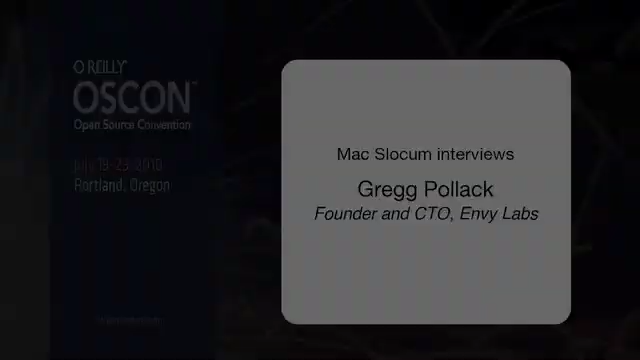 O'REILLY
OSCON
Open Source Convention
July 19-23, 2010
Portland, Oregon
Mac Slocum interviews
Gregg Pollack
Founder and CTO, Envy Labs